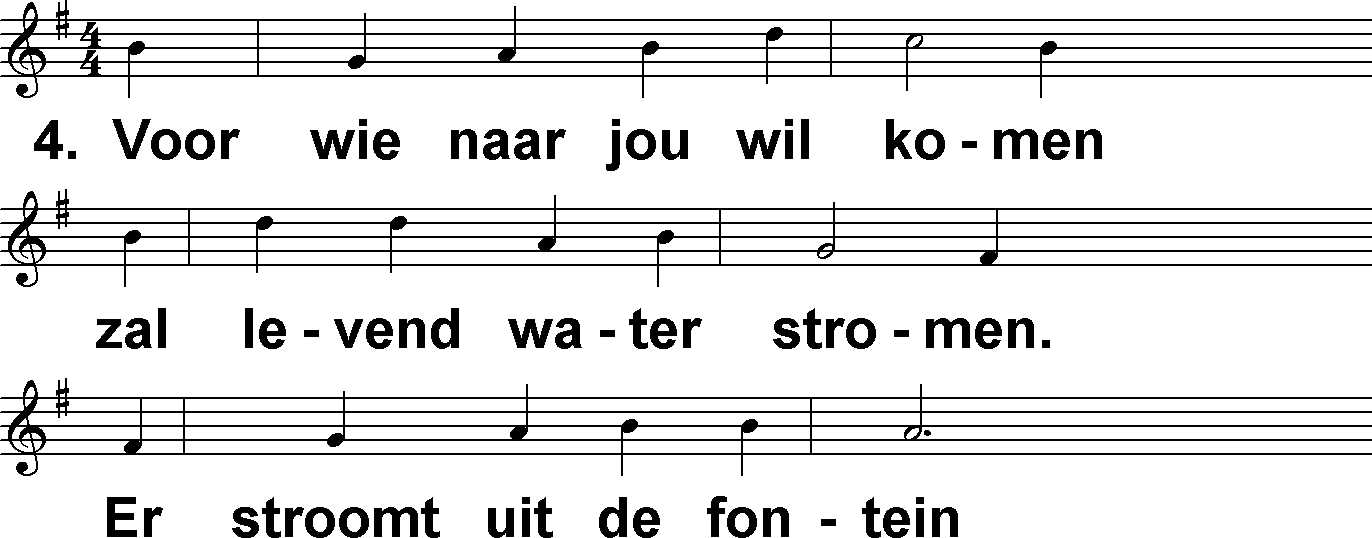 4. Voor wie naar jou wil ko - men
zal le - vend wa - ter stro - men.
Er stroomt uit de fon - tein